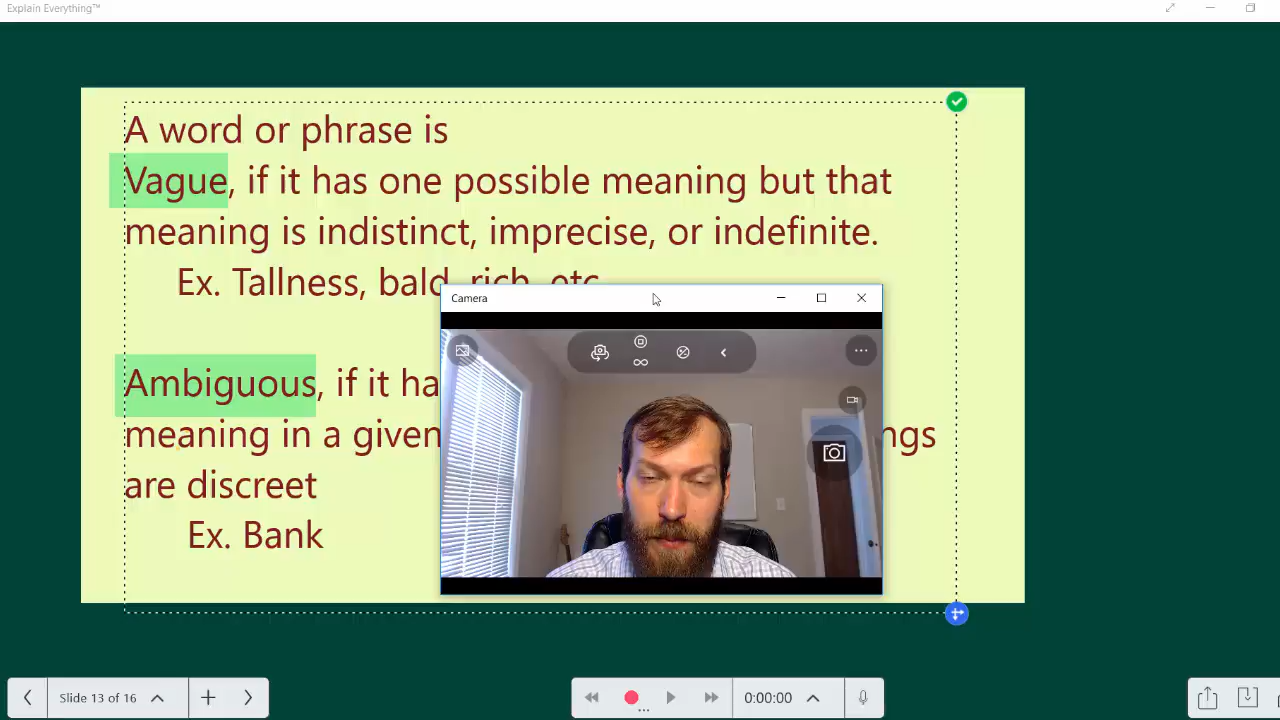 Explain Everything™
A word or phrase is
Vague, if it has one possible meaning but that
meaning is indistinct, imprecise, or indefinite.
Ex. Tallness, bald, rich, etc
Camera
Ambiguous, if it ha
meaning in a given ngs
are discreet
Ex. Bank
Slide 13 of 16
0:00:00